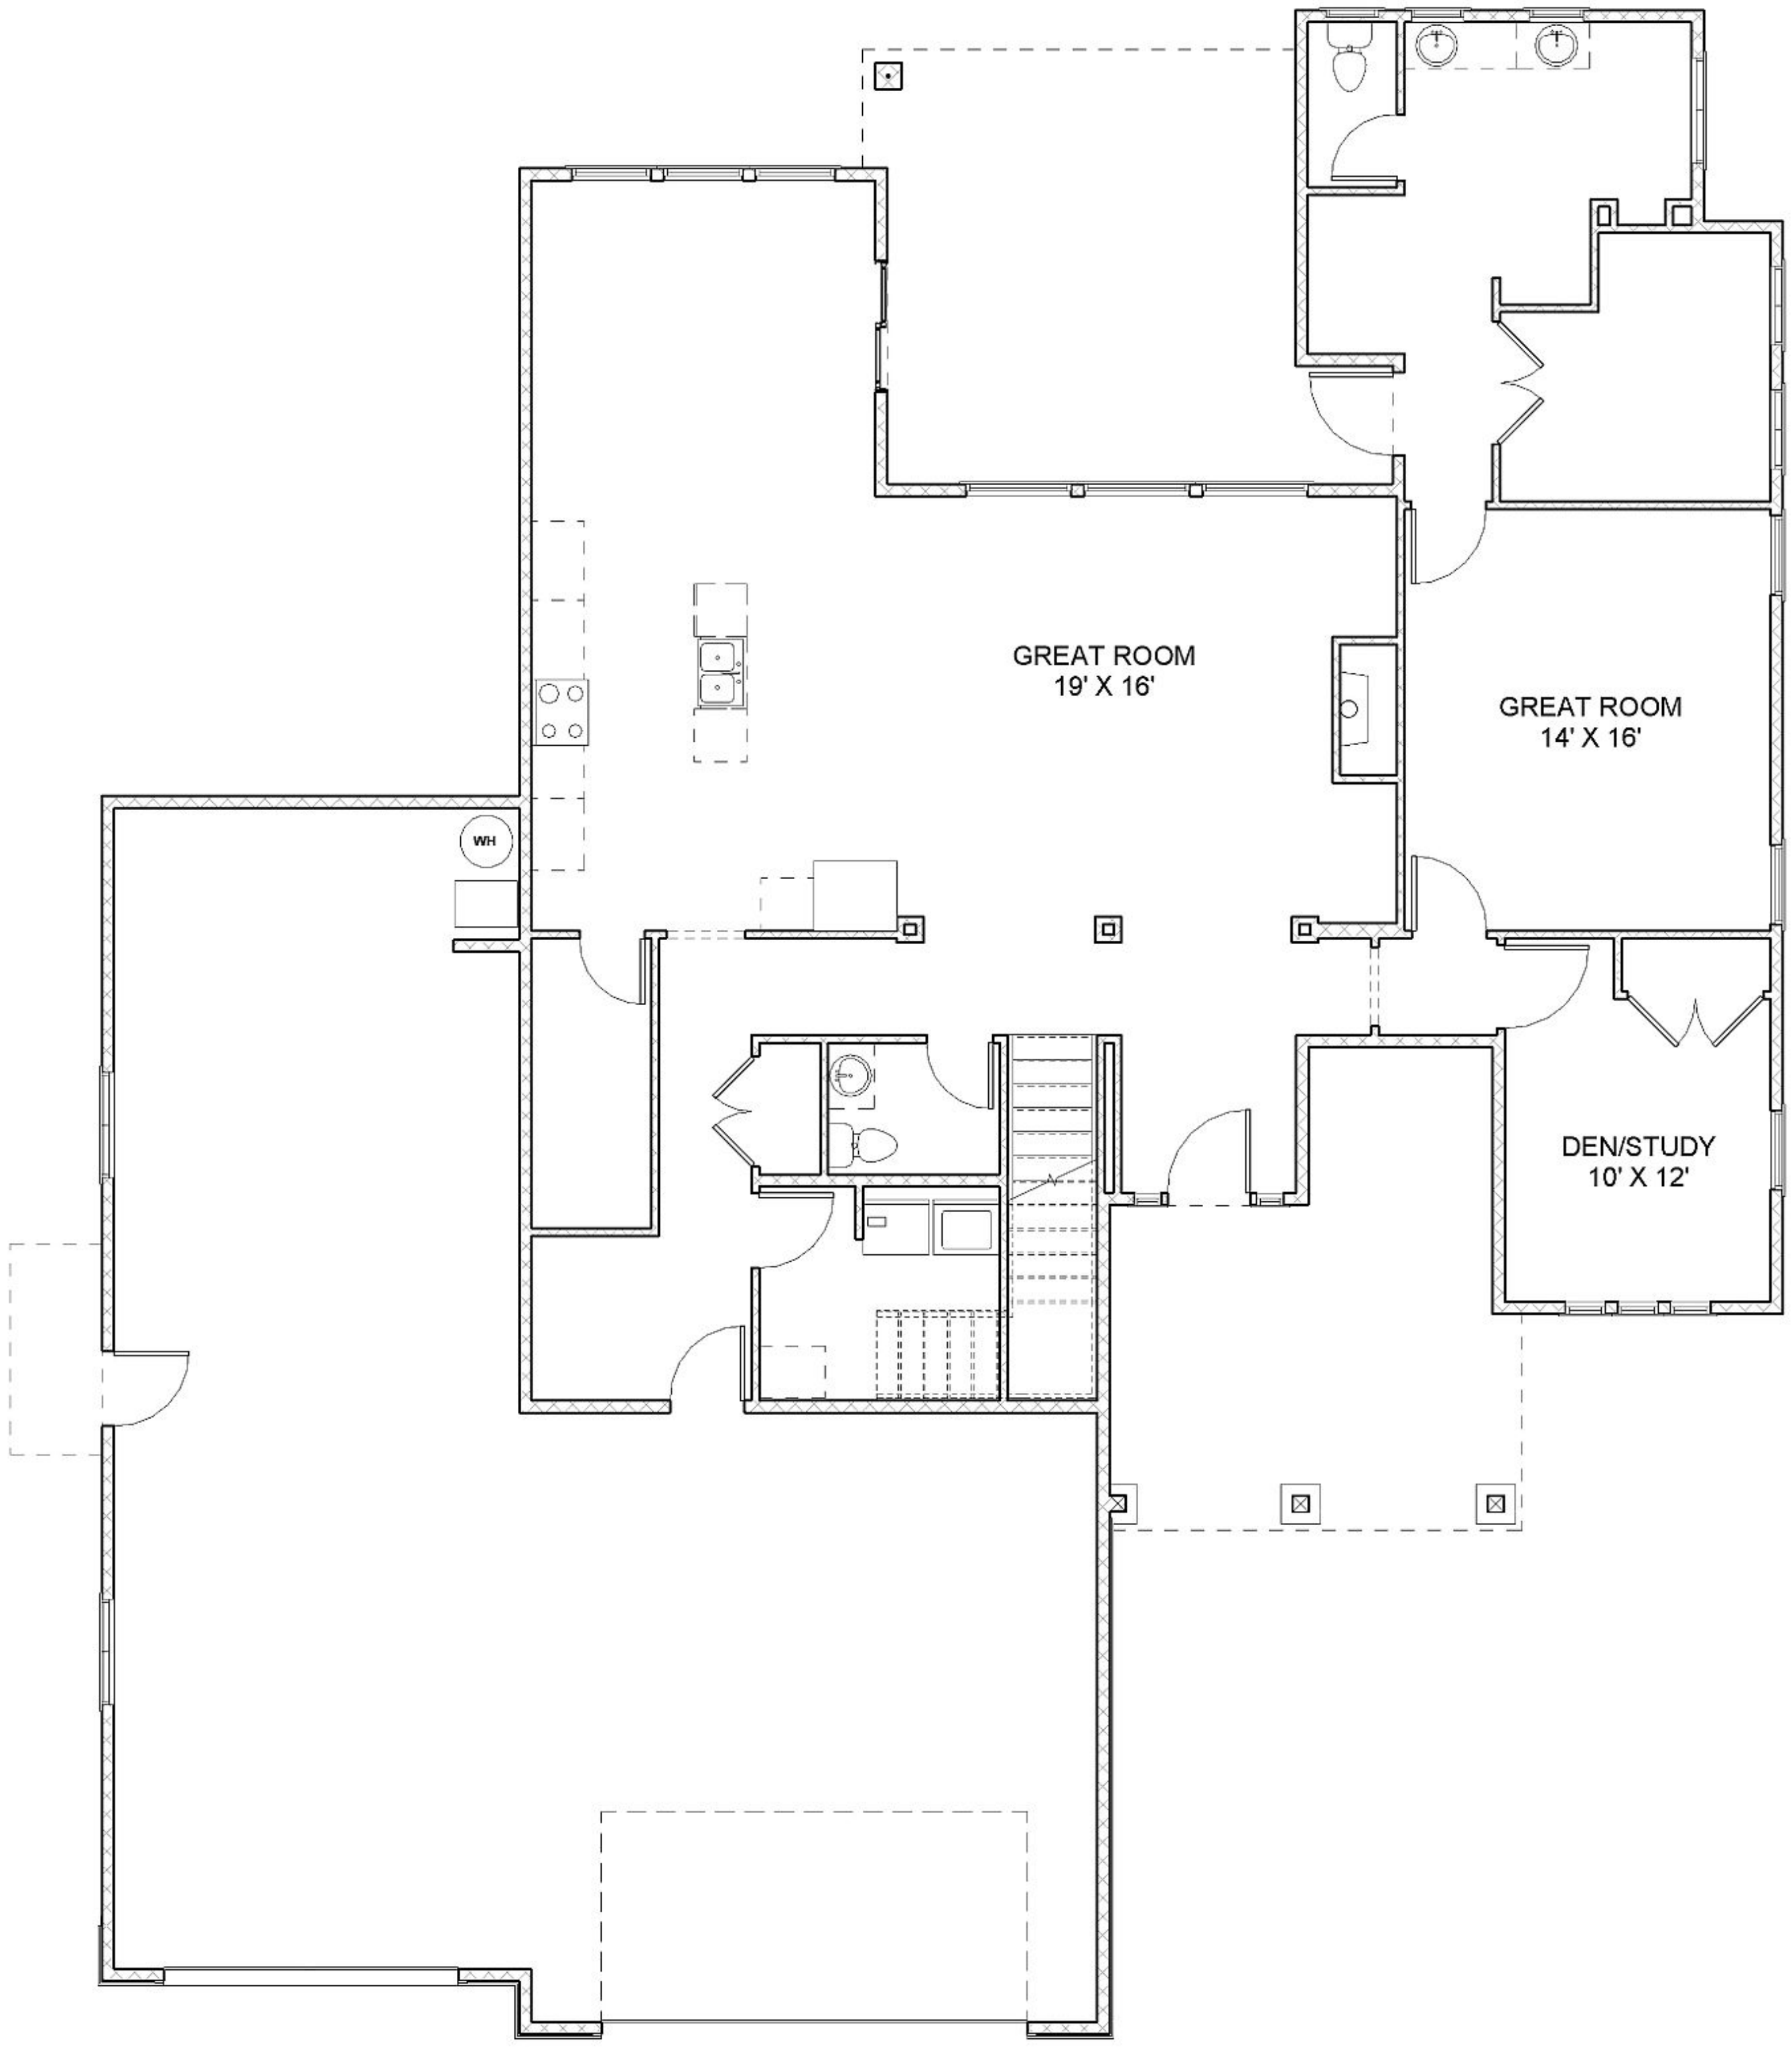 GREAT ROOM
19' X 16'
GREAT ROOM
14' X 16'
WH
DEN/STUDY
10' X 12'